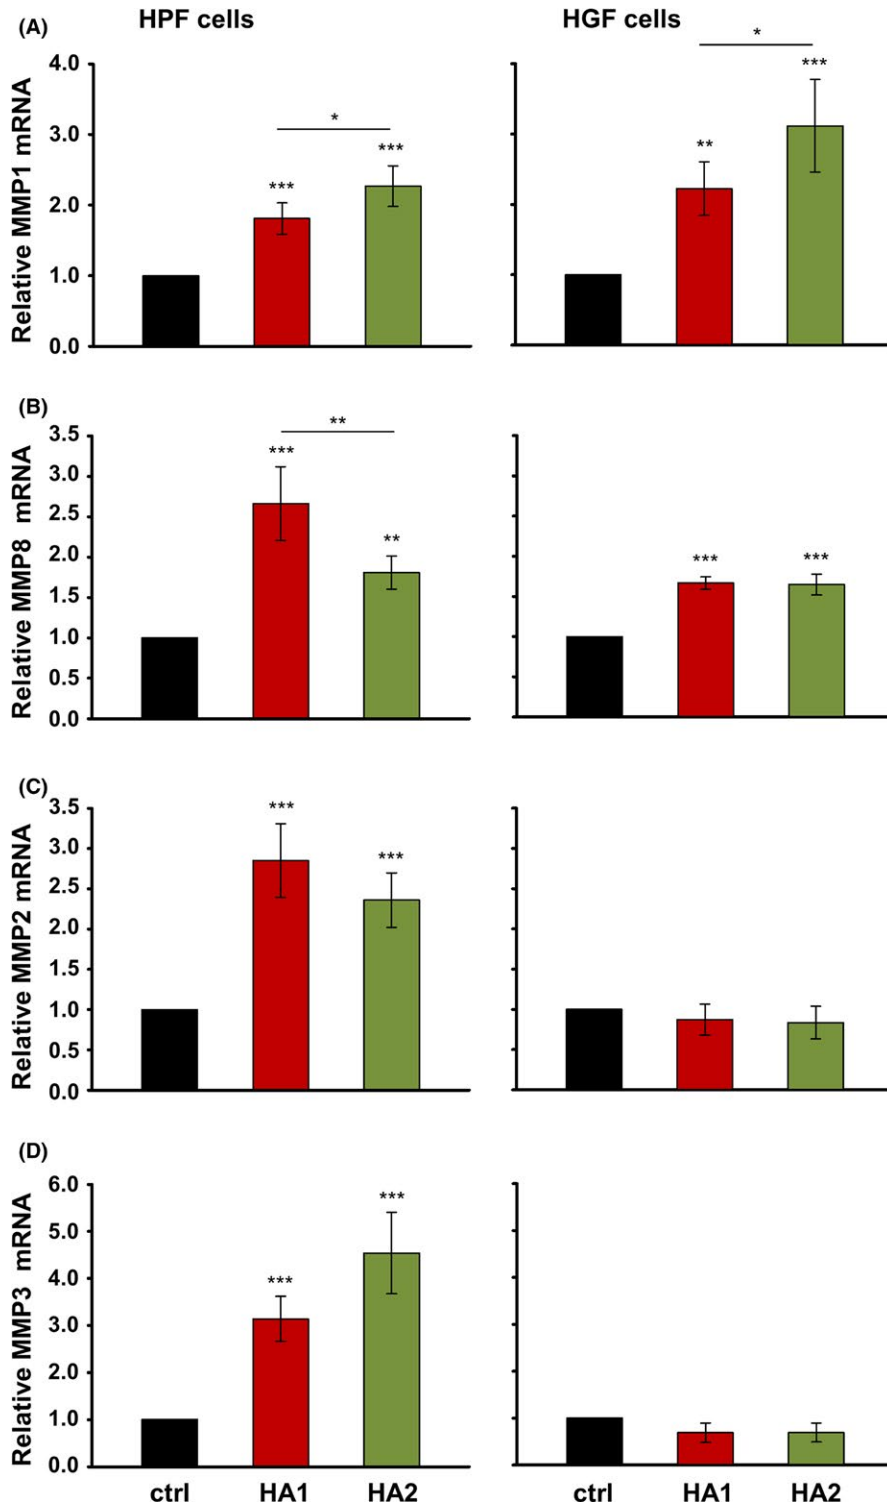 (A) HPF cells HGF cells
*
4.0 * ***
*** **
3.0 ***
2.0
1.0
0.0
Relative MMP1 mRNA
(B)
**
3.5 ***
3.0
2.5 ** *** ***
2.0
1.5
1.0
0.5
0.0
Relative MMP8 mRNA
(C)
3.5 ***
3.0 ***
2.5
2.0
1.5
1.0
0.5
0.0
Relative MMP2 mRNA
(D)
6.0 ***
5.0
4.0 ***
3.0
2.0
1.0
0.0
Relative MMP3 mRNA
ctrl HA1 HA2 ctrl HA1 HA2